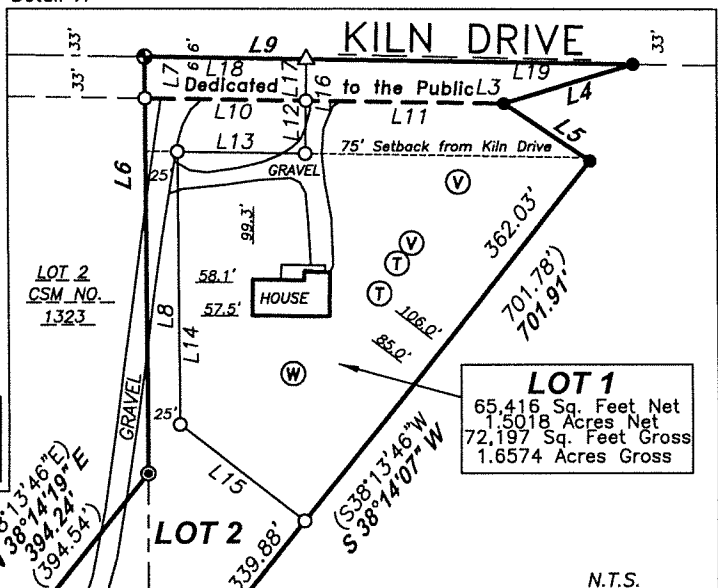 KILN DRIVE
33'
33'
33'
L9
66'
L7
L18
L17
L16
L19
Dedicated to the Public
L3
L4
L10
L12
L11
L5
L13
75' Setback from Kiln Drive
L6
25'
GRAVEL
V
99.3'
362.03'
V
T
T
LOT 2
CSM NO.
1323
58.1'
57.5'
HOUSE
701.78')
701.91'
106.0'
85.0'
L8
L14
W
LOT 1
65,416 Sq. Feet Net
1.5018 Acres Net
72,197 Sq. Feet Gross
1.6574 Acres Gross
GRAVEL
25'
L15
(S38°13'46"W
S 38°14'07" W
8°13'46"E)
38°14'19" E
394.24'
(394.54')
LOT 2
339.88'
N.T.S.